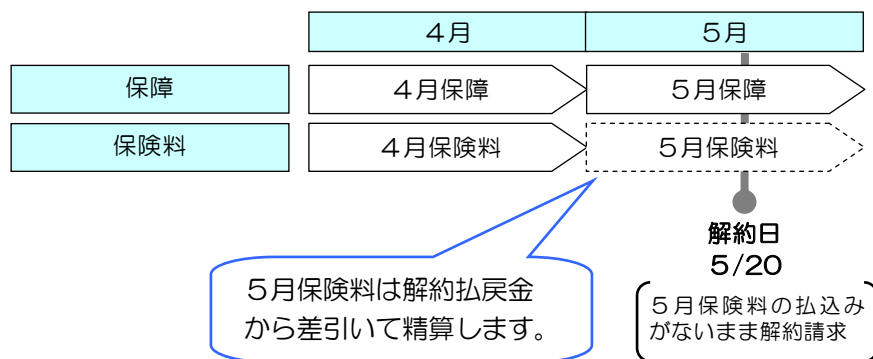 4月 5月
保障 4月保障 5月保障
保険料 4月保険料 5月保険料
解約日
5/20
5月保険料は解約払戻金
から差引いて精算します。
5月保険料の払込み
がないまま解約請求